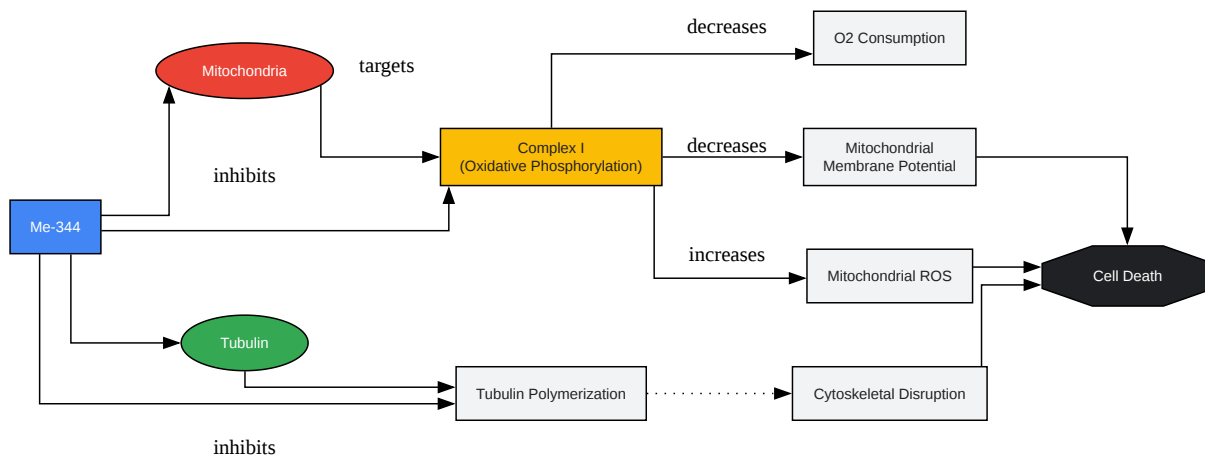 decreases
O2 Consumption
Mitochondria
targets
Complex I
(Oxidative Phosphorylation)
decreases
Mitochondrial
Membrane Potential
inhibits
Me-344
increases
Mitochondrial ROS
Cell Death
Tubulin
Tubulin Polymerization
Cytoskeletal Disruption
inhibits